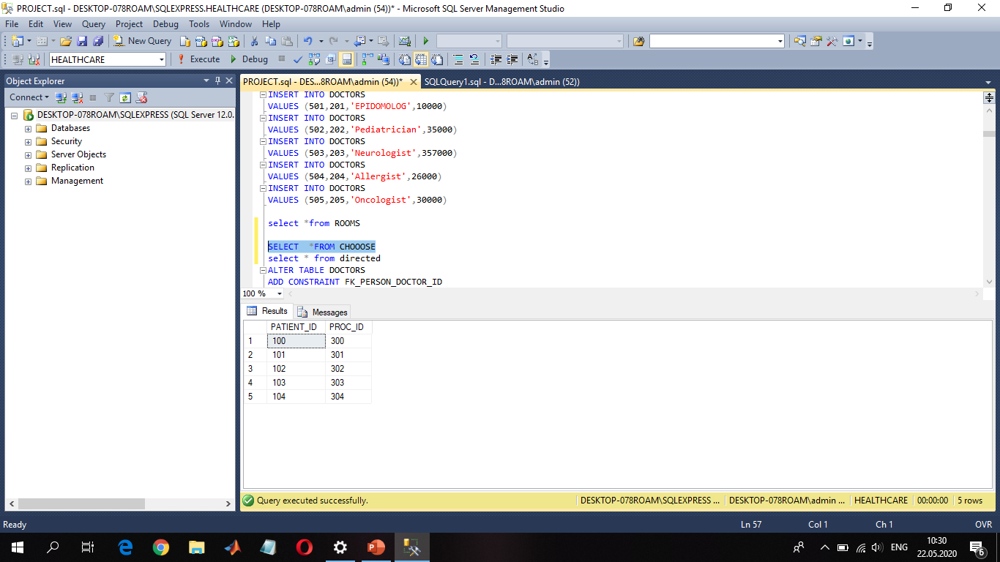 PROJECT.sql - DESKTOP-078ROAM\SQLEXPRESS.HEALTHCARE (DESKTOP-078ROAM\admin (54))* - Microsoft SQL Server Management Studio
File Edit View Query Project Debug Tools Window Help
New Query
HEALTHCARE Execute Debug
Object Explorer
Connect
DESKTOP-078ROAM\SQLEXPRESS (SQL Server 12.0.
Databases
Security
Server Objects
Replication
Management
PROJECT.sql - DES...8ROAM\admin (54))* SQLQuery1.sql - D...8ROAM\admin (52))
INSERT INTO DOCTORS
VALUES (501,201,'EPIDOMOLOG',10000)
INSERT INTO DOCTORS
VALUES (502,202,'Pediatrician',35000)
INSERT INTO DOCTORS
VALUES (503,203,'Neurologist',357000)
INSERT INTO DOCTORS
VALUES (504,204,'Allergist',26000)
INSERT INTO DOCTORS
VALUES (505,205,'Oncologist',30000)
select *from ROOMS
SELECT  *FROM CHOOOSE
select * from directed
ALTER TABLE DOCTORS
ADD CONSTRAINT FK_PERSON_DOCTOR_ID
100 %
Results Messages
PATIENT_ID PROC_ID
1 100 300
2 101 301
3 102 302
4 103 303
5 104 304
Query executed successfully. DESKTOP-078ROAM\SQLEXPRESS ... DESKTOP-078ROAM\admin ... HEALTHCARE 00:00:00 5 rows
Ready Ln 57 Col 1 Ch 1 OVR
ENG 10:30
22.05.2020 6